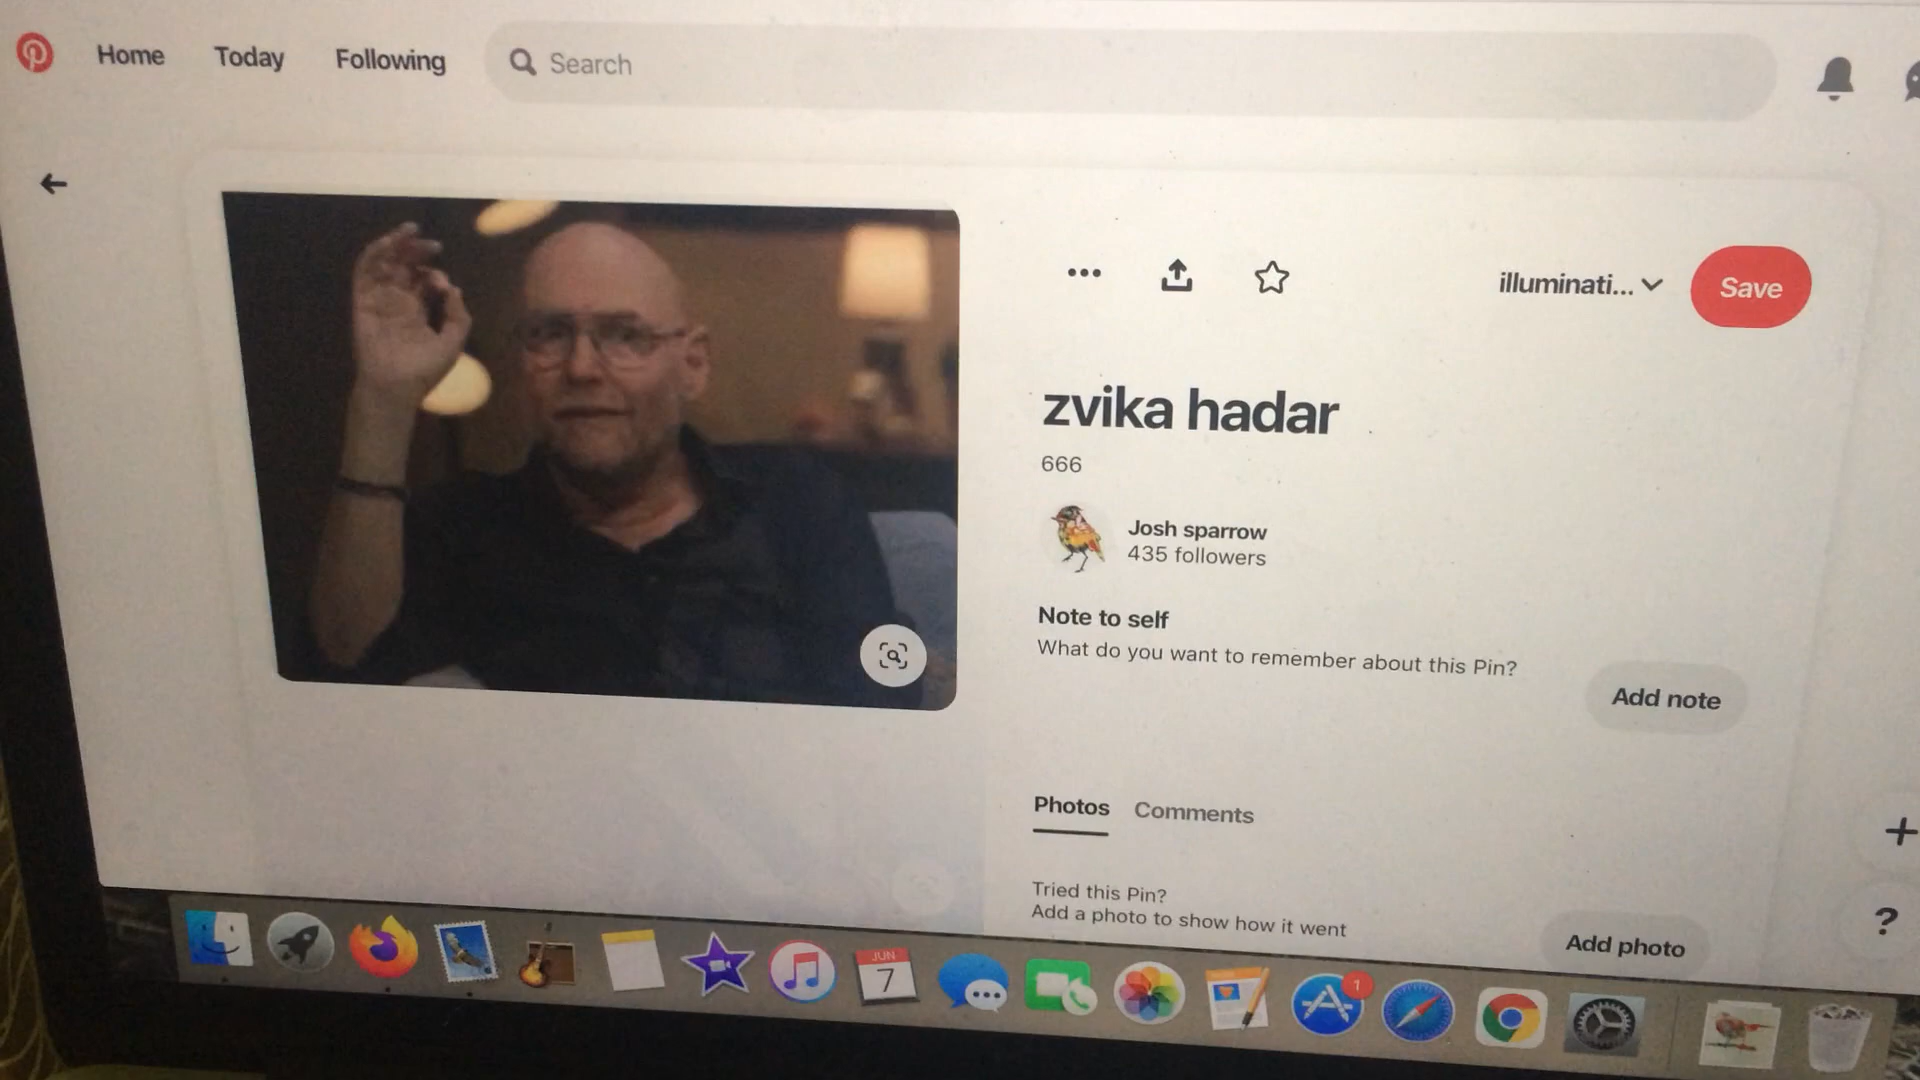 Home Today Following Search
illuminati... Save
zvika hadar
666
Josh sparrow
435 followers
Note to self
What do you want to remember about this Pin?
Add note
Photos Comments
Tried this Pin?
Add a photo to show how it went
Add photo
?
JUN
7
1